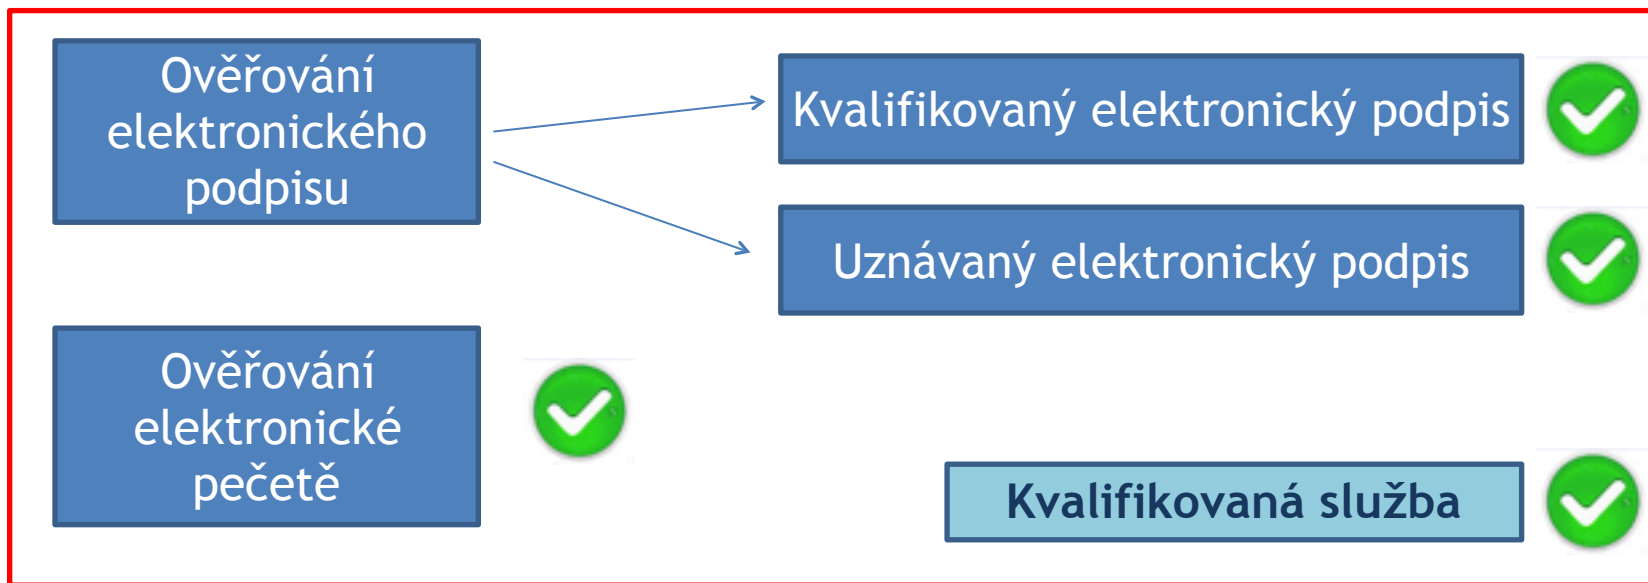 Ověřování
elektronického
podpisu
Kvalifikovaný elektronický podpis
Uznávaný elektronický podpis
Ověřování
elektronické
pečetě
Kvalifikovaná služba